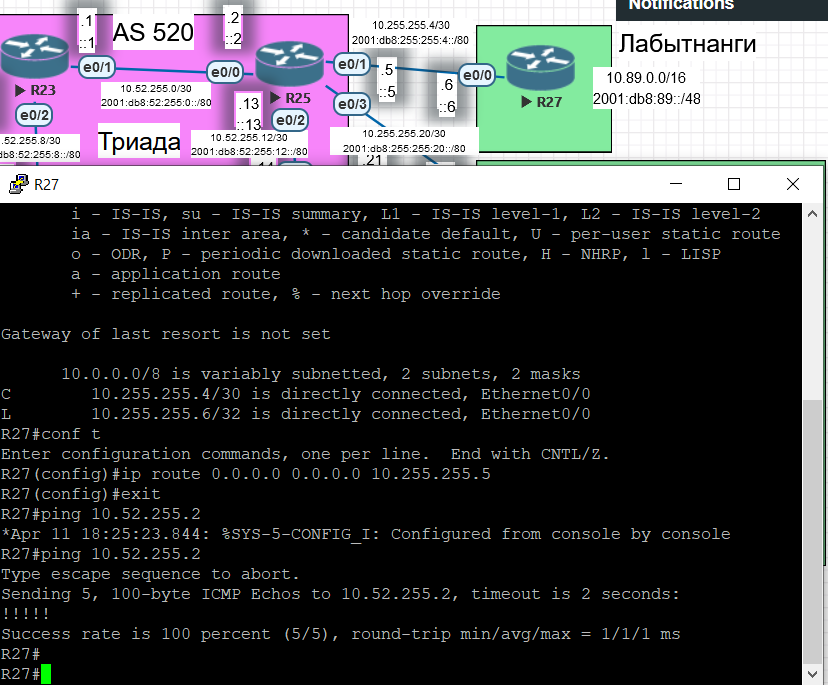 Notifications
.1
::1
AS 520
.2
::2
10.255.255.4/30
2001:db8:255:255:4::/80
Лабытнанги
e0/1
e0/0
e0/1
.5
::5
e0/0
10.89.0.0/16
2001:db8:89::/48
R23
10.52.255.0/30
2001:db8:52:255:0::/80
R25
.6
::6
R27
e0/2
.13
::13
e0/2
e0/3
.52.255.8/30
db8:52:255:8::/80
Триада
10.52.255.12/30
2001:db8:52:255:12::/80
10.255.255.20/30
2001:db8:255:255:20::/80
.14
.21
R27
i - IS-IS, su - IS-IS summary, L1 - IS-IS level-1, L2 - IS-IS level-2
ia - IS-IS inter area, * - candidate default, U - per-user static route
o - ODR, P - periodic downloaded static route, H - NHRP, l - LISP
a - application route
+ - replicated route, % - next hop override
Gateway of last resort is not set
10.0.0.0/8 is variably subnetted, 2 subnets, 2 masks
C 10.255.255.4/30 is directly connected, Ethernet0/0
L 10.255.255.6/32 is directly connected, Ethernet0/0
R27#conf t
Enter configuration commands, one per line. End with CNTL/Z.
R27(config)#ip route 0.0.0.0 0.0.0.0 10.255.255.5
R27(config)#exit
R27#ping 10.52.255.2
*Apr 11 18:25:23.844: %SYS-5-CONFIG_I: Configured from console by console
R27#ping 10.52.255.2
Type escape sequence to abort.
Sending 5, 100-byte ICMP Echos to 10.52.255.2, timeout is 2 seconds:
!!!!!
Success rate is 100 percent (5/5), round-trip min/avg/max = 1/1/1 ms
R27#
R27#